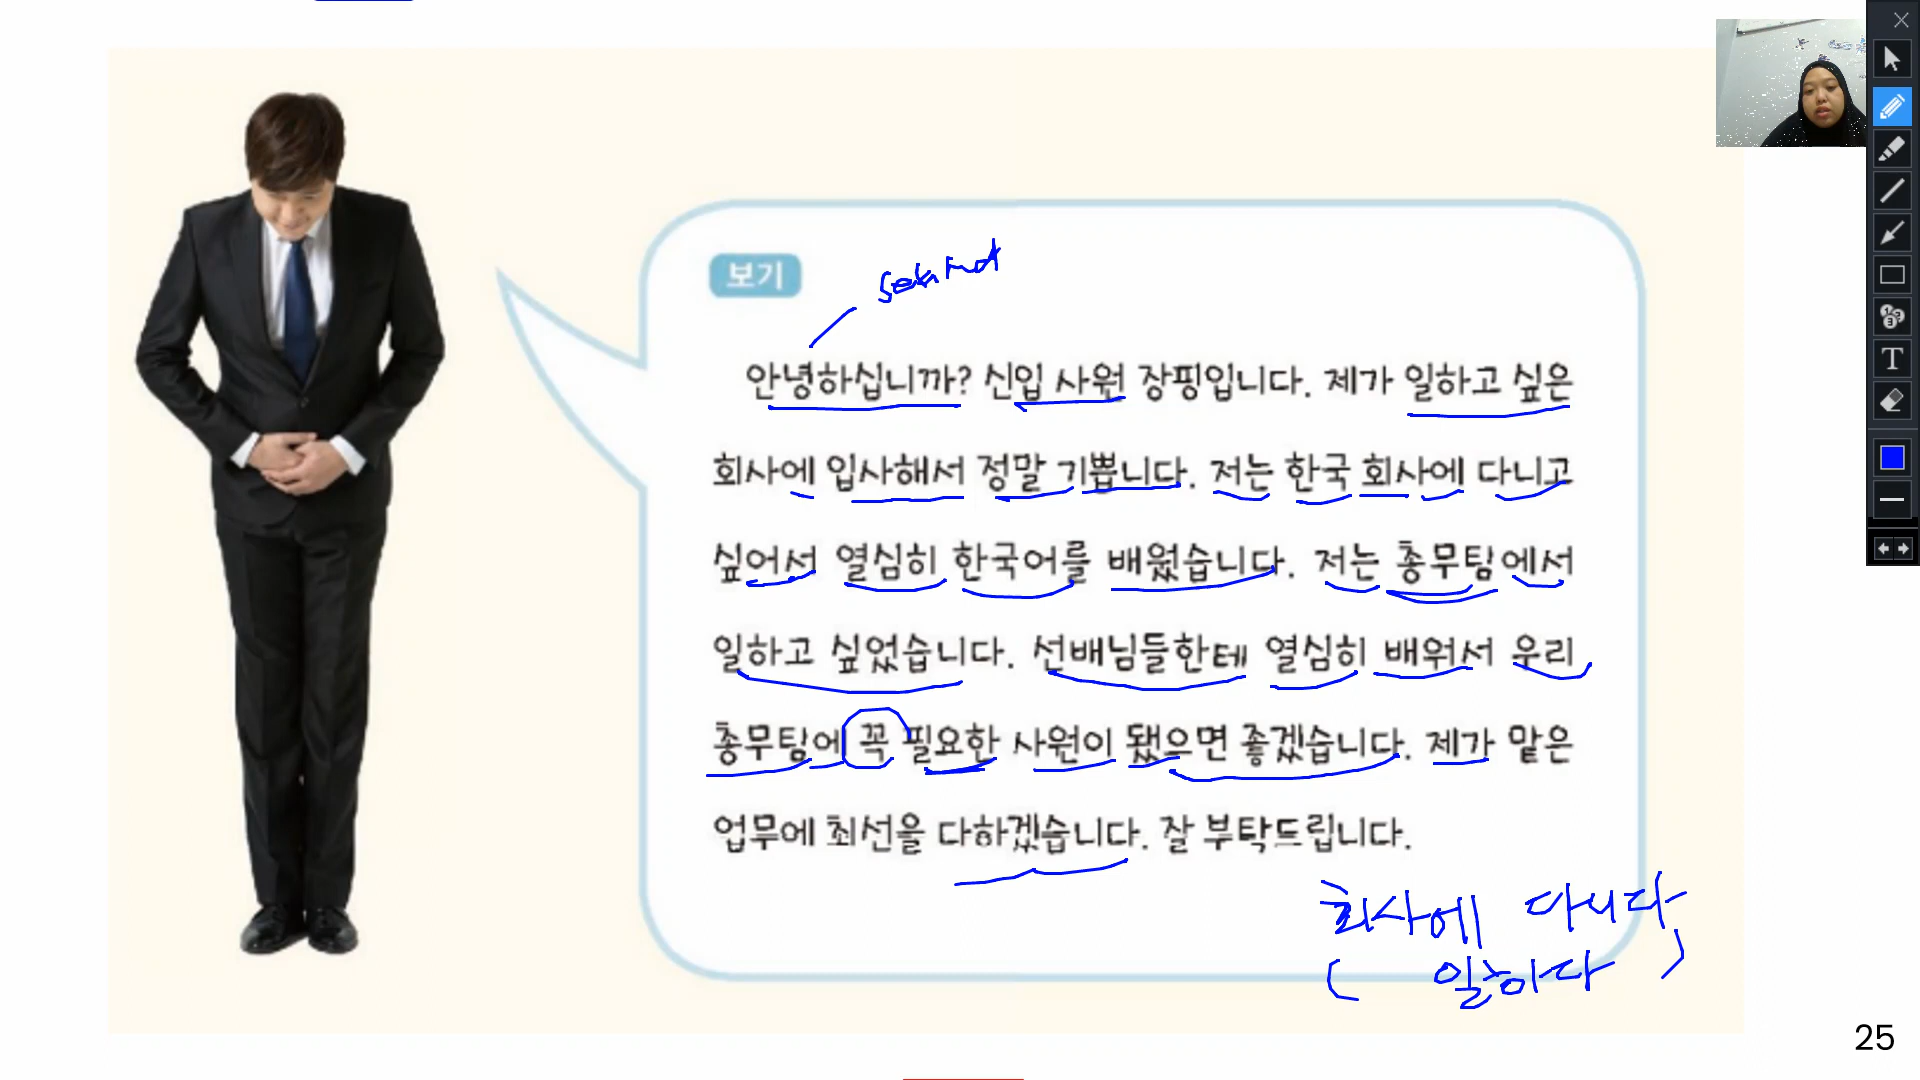 보기
안녕하십니까? 신입 사원 장핑입니다. 제가 일하고 싶은
회사에 입사해서 정말 기쁩니다. 저는 한국 회사에 다니고
싶어서 열심히 한국어를 배웠습니다. 저는 총무팀에서
일하고 싶었습니다. 선배님들한테 열심히 배워서 우리
총무팀에 꼭 필요한 사원이 됐으면 좋겠습니다. 제가 맡은
업무에 최선을 다하겠습니다. 잘 부탁드립니다.
회사에 다니다
( 일하다 )
25